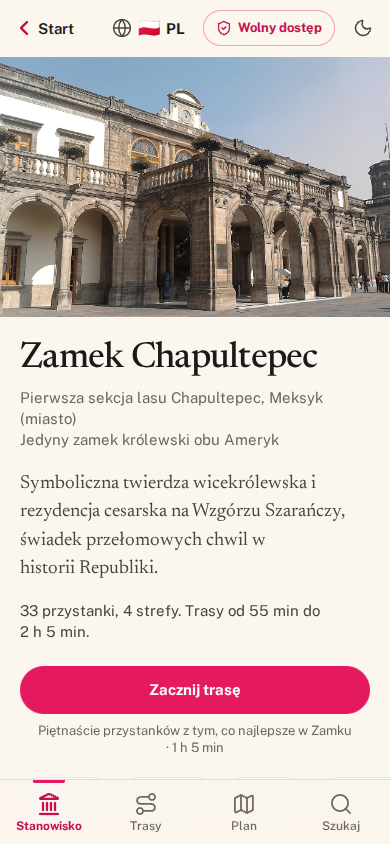 Start
PL
Wolny dostęp
Zamek Chapultepec
Pierwsza sekcja lasu Chapultepec, Meksyk
(miasto)
Jedyny zamek królewski obu Ameryk
Symboliczna twierdza wicekrólewska i
rezydencja cesarska na Wzgórzu Szarańczy,
świadek przełomowych chwil w
historii Republiki.
33 przystanki, 4 strefy. Trasy od 55 min do
2 h 5 min.
Zacznij trasę
Piętnaście przystanków z tym, co najlepsze w Zamku
· 1 h 5 min
Stanowisko
Trasy
Plan
Szukaj